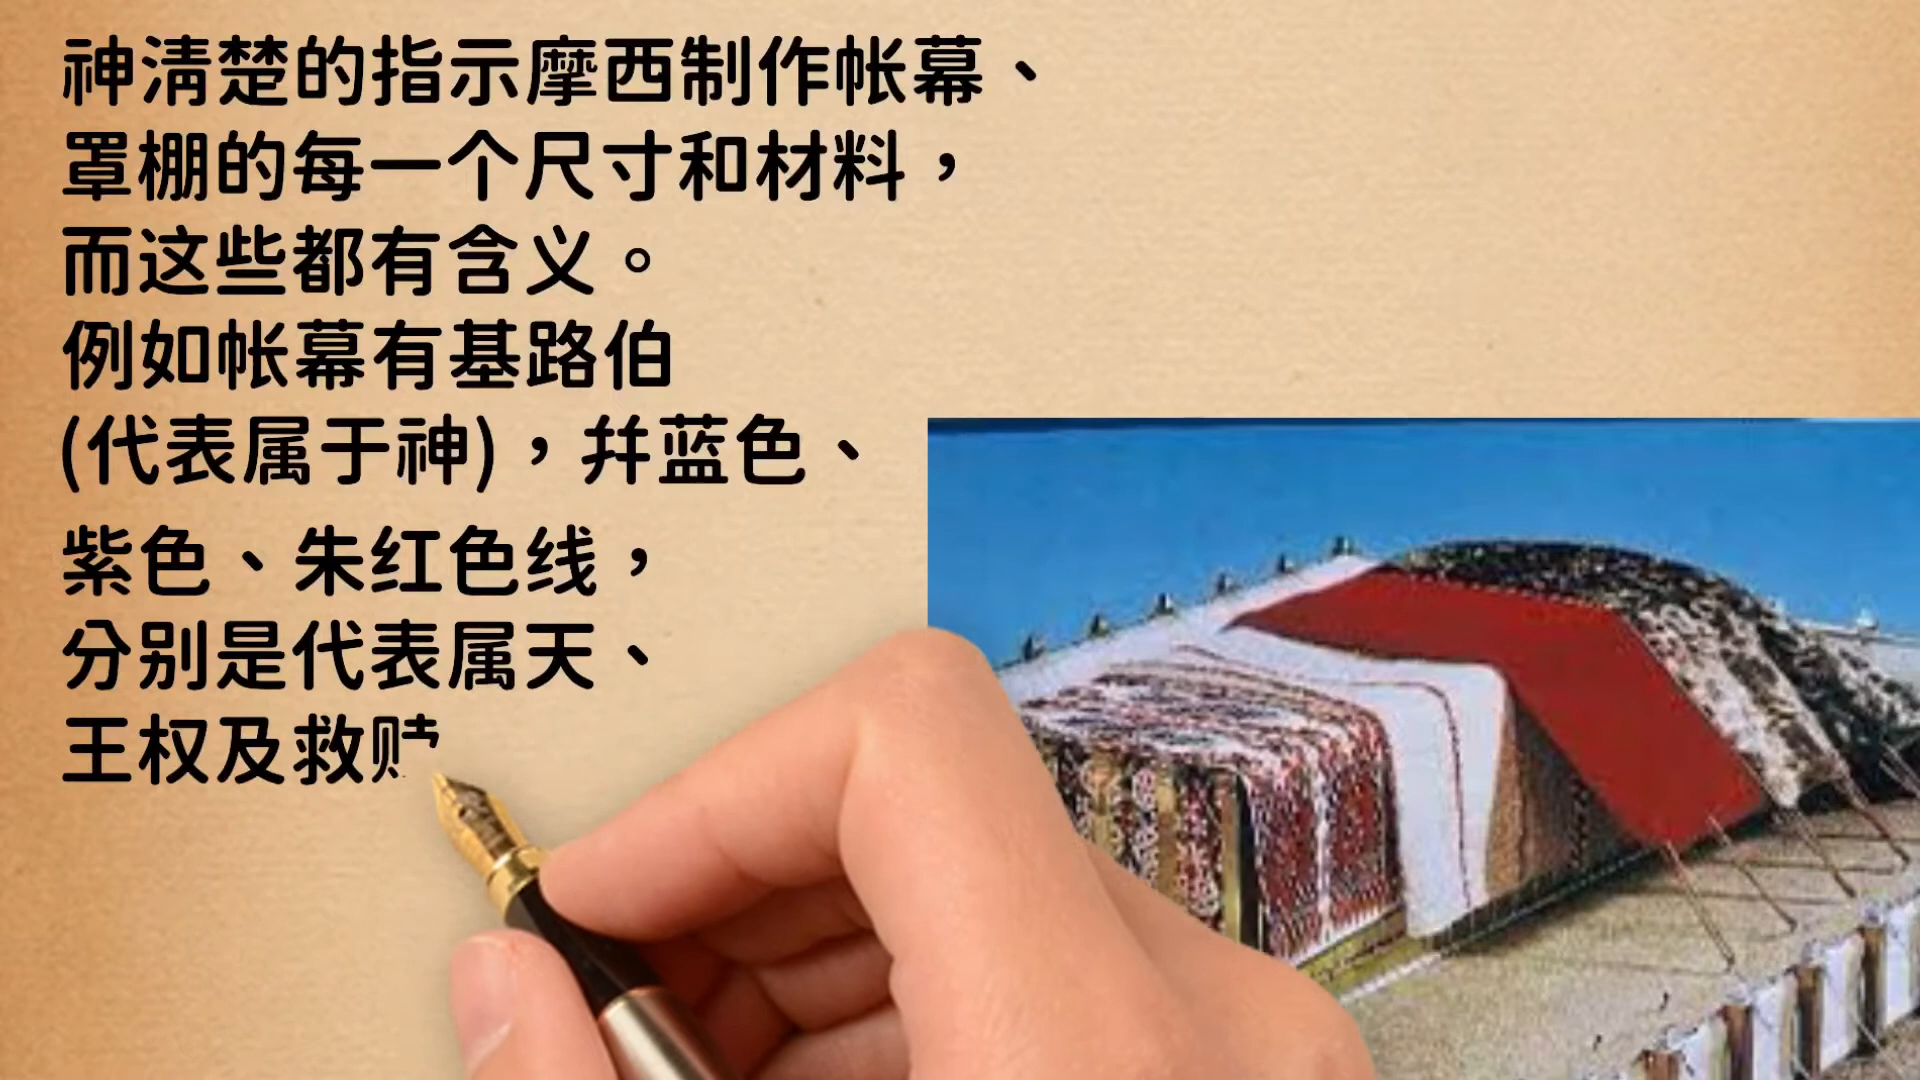 神清楚的指示摩西制作帐幕、
罩棚的每一个尺寸和材料，
而这些都有含义。
例如帐幕有基路伯
(代表属于神)，幷蓝色、
紫色、朱红色线，
分别是代表属天、
王权及救